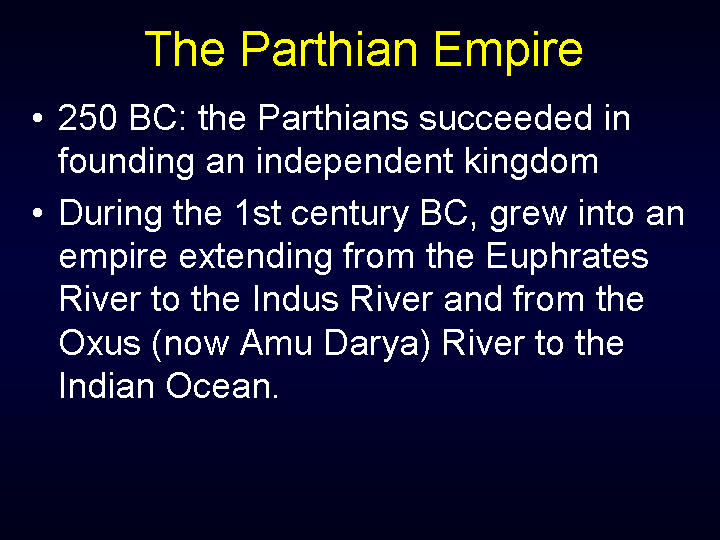 The Parthian Empire
• 250 BC: the Parthians succeeded in
founding an independent kingdom
• During the 1st century BC, grew into an
empire extending from the Euphrates
River to the Indus River and from the
Oxus (now Amu Darya) River to the
Indian Ocean.